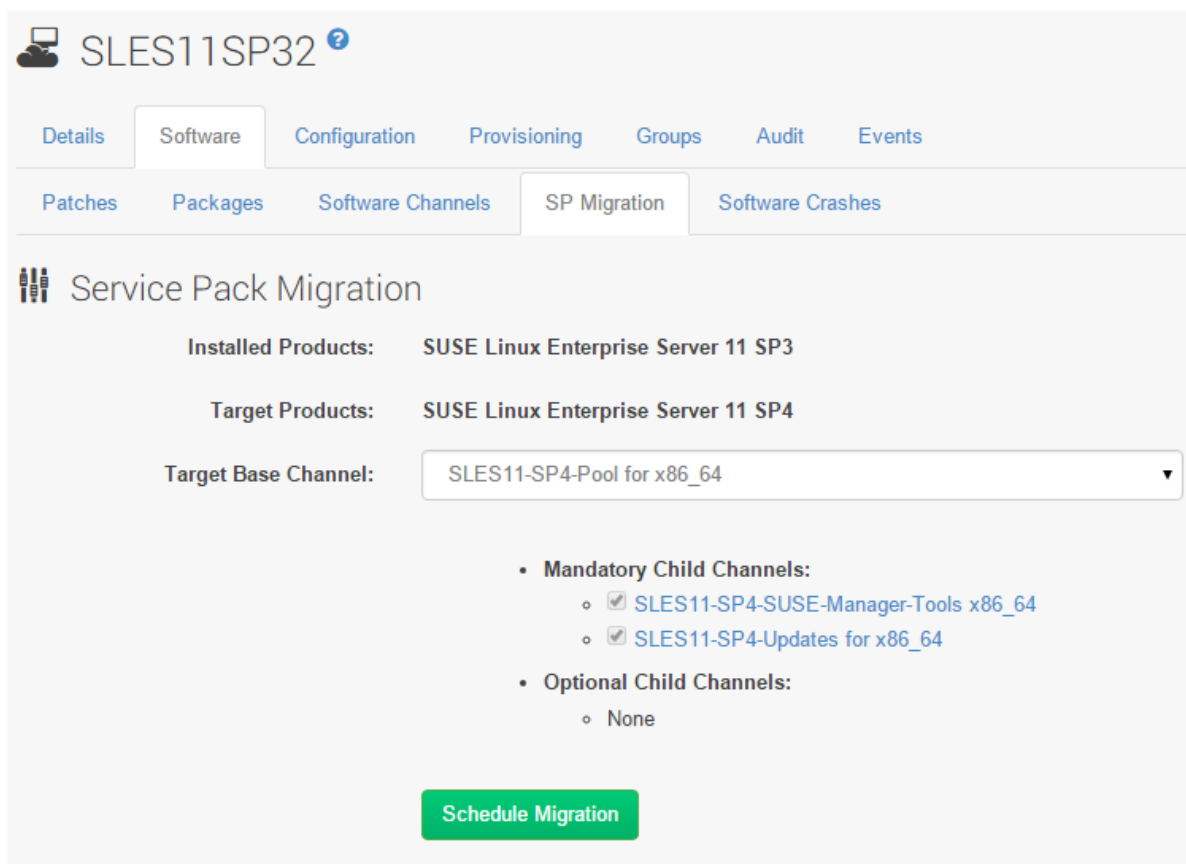 SLES11SP32 ?
Details Software Configuration Provisioning Groups Audit Events
Patches Packages Software Channels SP Migration Software Crashes
Service Pack Migration
Installed Products: SUSE Linux Enterprise Server 11 SP3
Target Products: SUSE Linux Enterprise Server 11 SP4
Target Base Channel: SLES11-SP4-Pool for x86_64
• Mandatory Child Channels:
SLES11-SP4-SUSE-Manager-Tools x86_64
SLES11-SP4-Updates for x86_64
• Optional Child Channels:
None
Schedule Migration